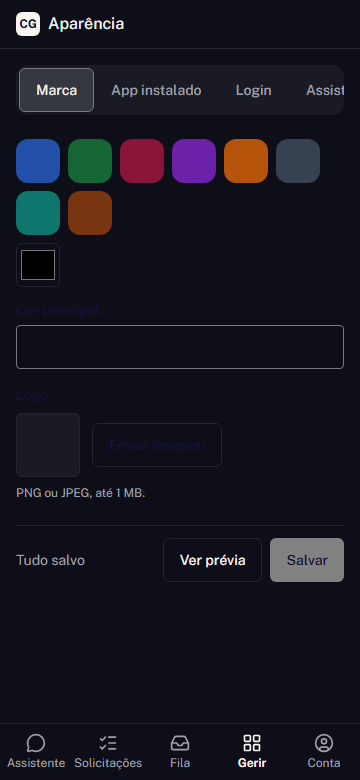 CG Aparência
Marca App instalado Login Assist
Cor principal
Logo
Enviar imagem
PNG ou JPEG, até 1 MB.
Tudo salvo Ver prévia Salvar
Assistente Solicitações Fila Gerir Conta